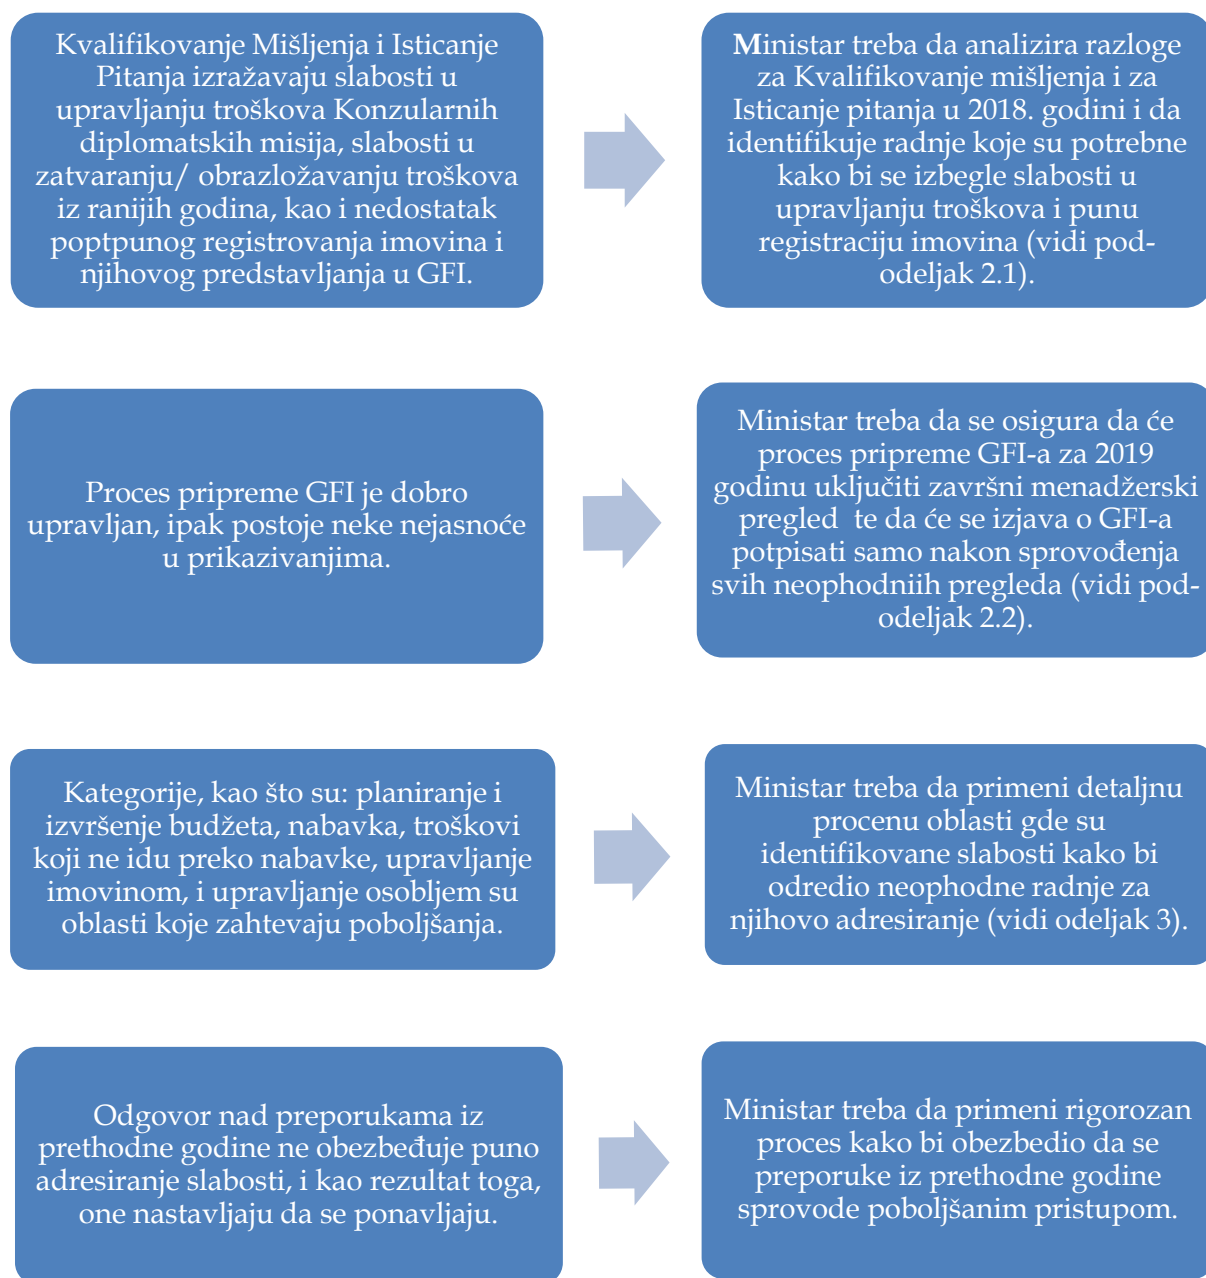 Kvalifikovanje Mišljenja i Isticanje
Pitanja izražavaju slabosti u
upravljanju troškova Konzularnih
diplomatskih misija, slabosti u
zatvaranju/ obrazložavanju troškova
iz ranijih godina, kao i nedostatak
poptpunog registrovanja imovina i
njihovog predstavljanja u GFI.
Ministar treba da analizira razloge
za Kvalifikovanje mišljenja i za
Isticanje pitanja u 2018. godini i da
identifikuje radnje koje su potrebne
kako bi se izbegle slabosti u
upravljanju troškova i punu
registraciju imovina (vidi pod-
odeljak 2.1).
Proces pripreme GFI je dobro
upravljan, ipak postoje neke nejasnoće
u prikazivanjima.
Ministar treba da se osigura da će
proces pripreme GFI-a za 2019
godinu uključiti završni menadžerski
pregled te da će se izjava o GFI-a
potpisati samo nakon sprovođenja
svih neophodniih pregleda (vidi pod-
odeljak 2.2).
Kategorije, kao što su: planiranje i
izvršenje budžeta, nabavka, troškovi
koji ne idu preko nabavke, upravljanje
imovinom, i upravljanje osobljem su
oblasti koje zahtevaju poboljšanja.
Ministar treba da primeni detaljnu
procenu oblasti gde su
identifikovane slabosti kako bi
odredio neophodne radnje za
njihovo adresiranje (vidi odeljak 3).
Odgovor nad preporukama iz
prethodne godine ne obezbeđuje puno
adresiranje slabosti, i kao rezultat toga,
one nastavljaju da se ponavljaju.
Ministar treba da primeni rigorozan
proces kako bi obezbedio da se
preporuke iz prethodne godine
sprovode poboljšanim pristupom.